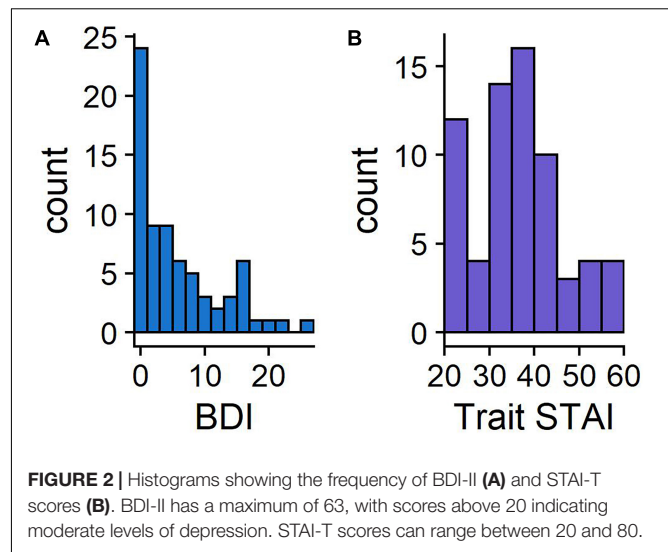 A
B
25
20
15
10
5
0
count
0 10 20
BDI
15
10
5
0
count
20 30 40 50 60
Trait STAI
FIGURE 2 | Histograms showing the frequency of BDI-II (A) and STAI-T
scores (B). BDI-II has a maximum of 63, with scores above 20 indicating
moderate levels of depression. STAI-T scores can range between 20 and 80.